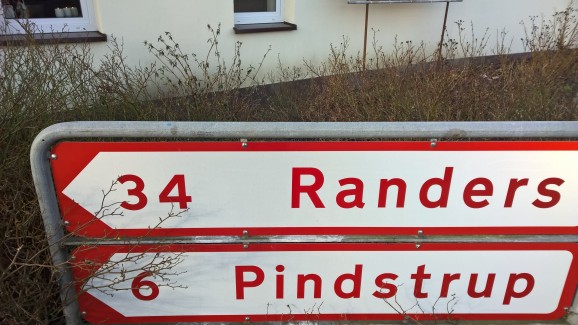 34 Randers
6 Pindstrup